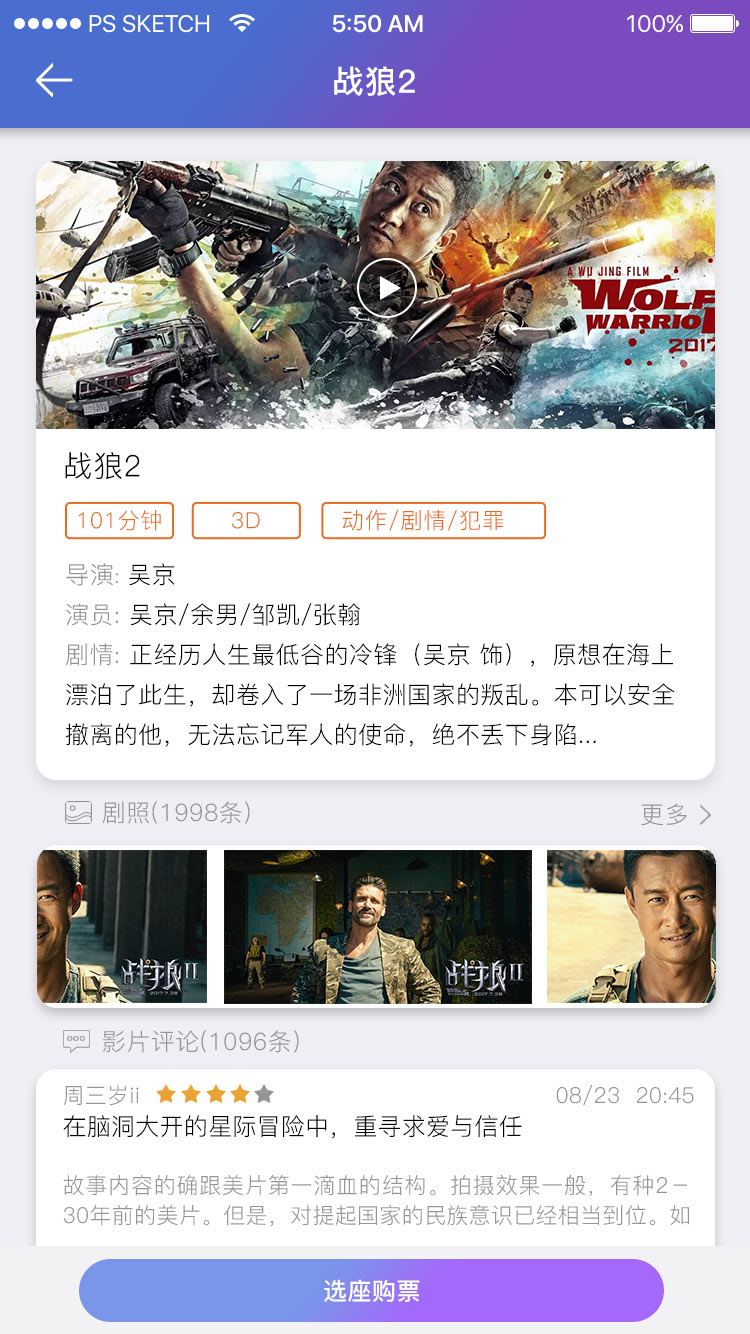 PS SKETCH 5:50 AM 100%
战狼2
A WU JING FILM
WOLF
WARRIO
2017
战狼2
101分钟 3D 动作/剧情/犯罪
导演: 吴京
演员: 吴京/余男/邹凯/张翰
剧情: 正经历人生最低谷的冷锋（吴京 饰），原想在海上
漂泊了此生，却卷入了一场非洲国家的叛乱。本可以安全
撤离的他，无法忘记军人的使命，绝不丢下身陷...
剧照(1998条) 更多
战狼II 战狼II
2017.7.28 2017.7.28
影片评论(1096条)
周三岁ii 08/23 20:45
在脑洞大开的星际冒险中，重寻求爱与信任
故事内容的确跟美片第一滴血的结构。拍摄效果一般，有种2－
30年前的美片。但是，对提起国家的民族意识已经相当到位。如
选座购票